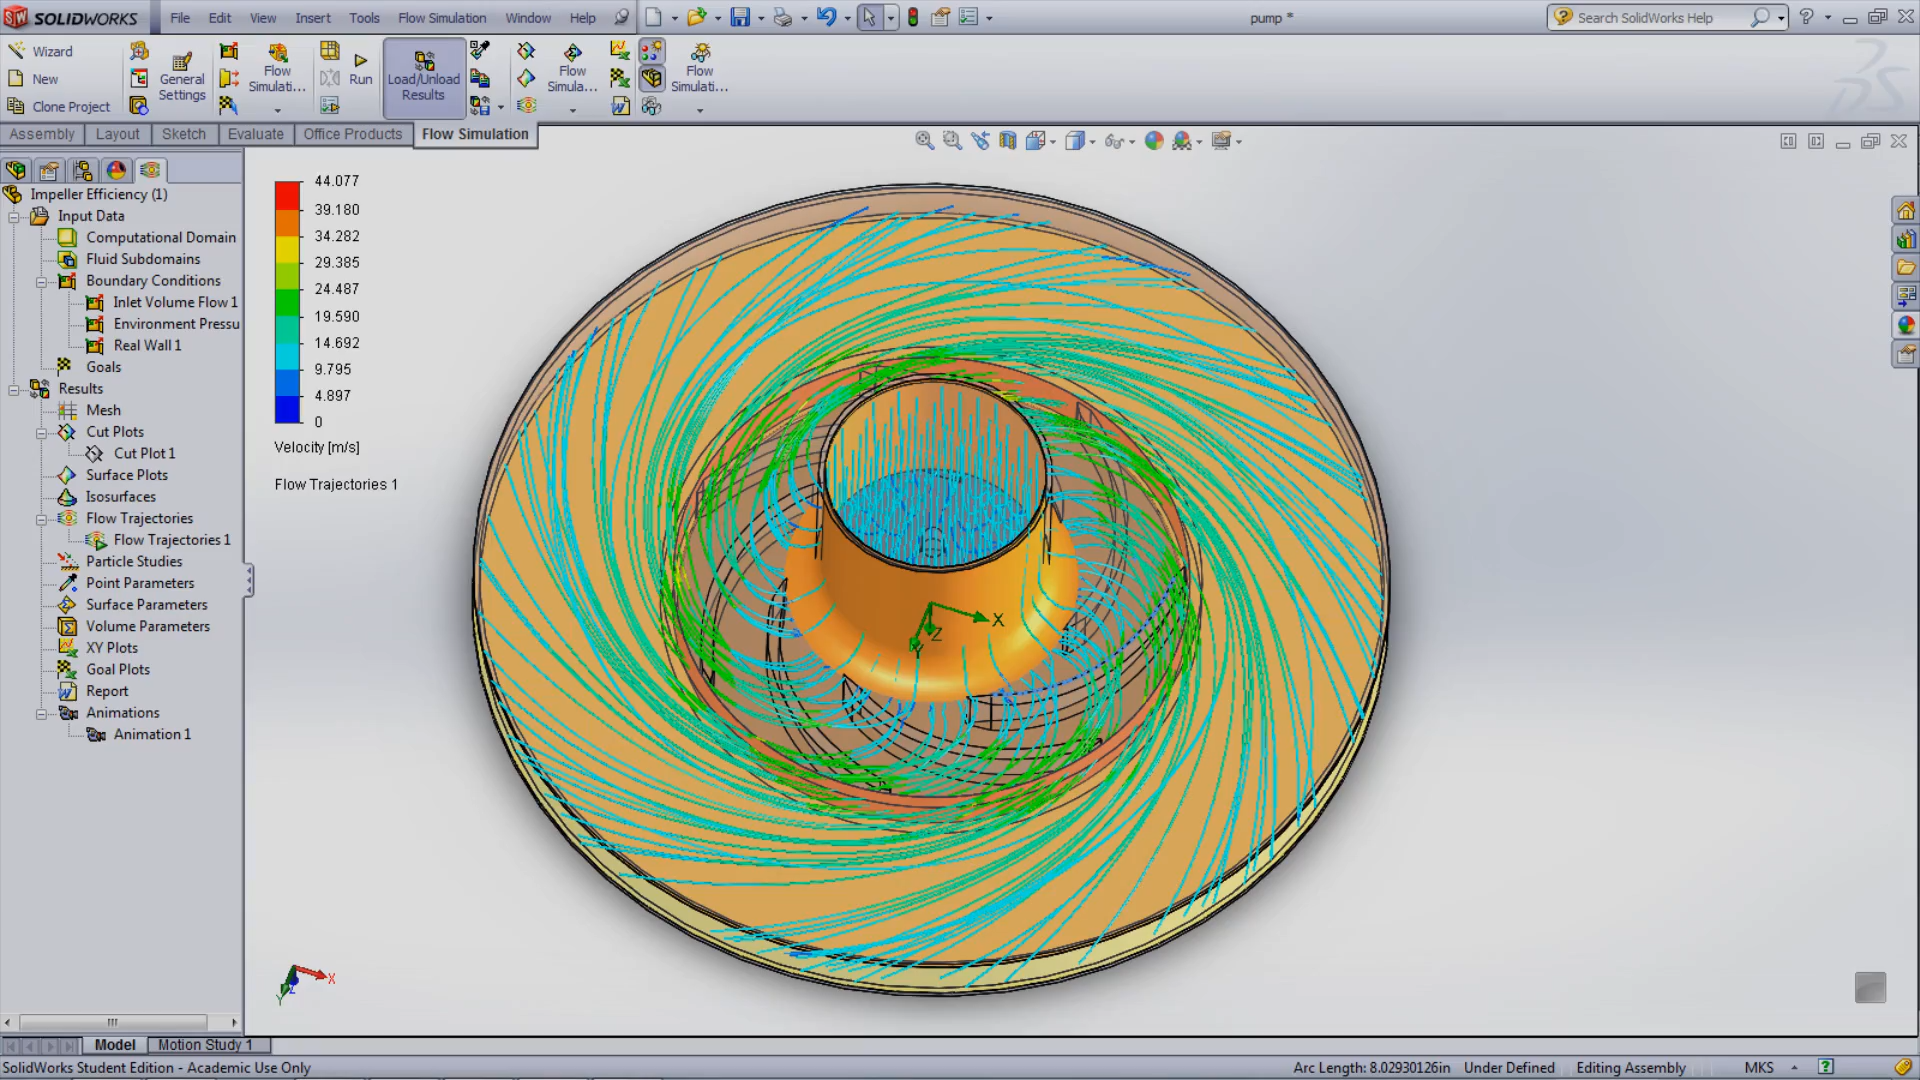 SOLIDWORKS
File Edit View Insert Tools Flow Simulation Window Help
pump *
Search SolidWorks Help
Wizard
New
Clone Project
General Settings
Flow Simulati...
Run
Load/Unload Results
Flow Simula...
Flow Simulati...
Assembly Layout Sketch Evaluate Office Products Flow Simulation
Impeller Efficiency (1)
Input Data
Computational Domain
Fluid Subdomains
Boundary Conditions
Inlet Volume Flow 1
Environment Pressu
Real Wall 1
Goals
Results
Mesh
Cut Plots
Cut Plot 1
Surface Plots
Isosurfaces
Flow Trajectories
Flow Trajectories 1
Particle Studies
Point Parameters
Surface Parameters
Volume Parameters
XY Plots
Goal Plots
Report
Animations
Animation 1
44.077
39.180
34.282
29.385
24.487
19.590
14.692
9.795
4.897
0
Velocity [m/s]
Flow Trajectories 1
X
Z
Y
X
Y
Z
Model Motion Study 1
SolidWorks Student Edition - Academic Use Only
Arc Length: 8.02930126in Under Defined Editing Assembly MKS